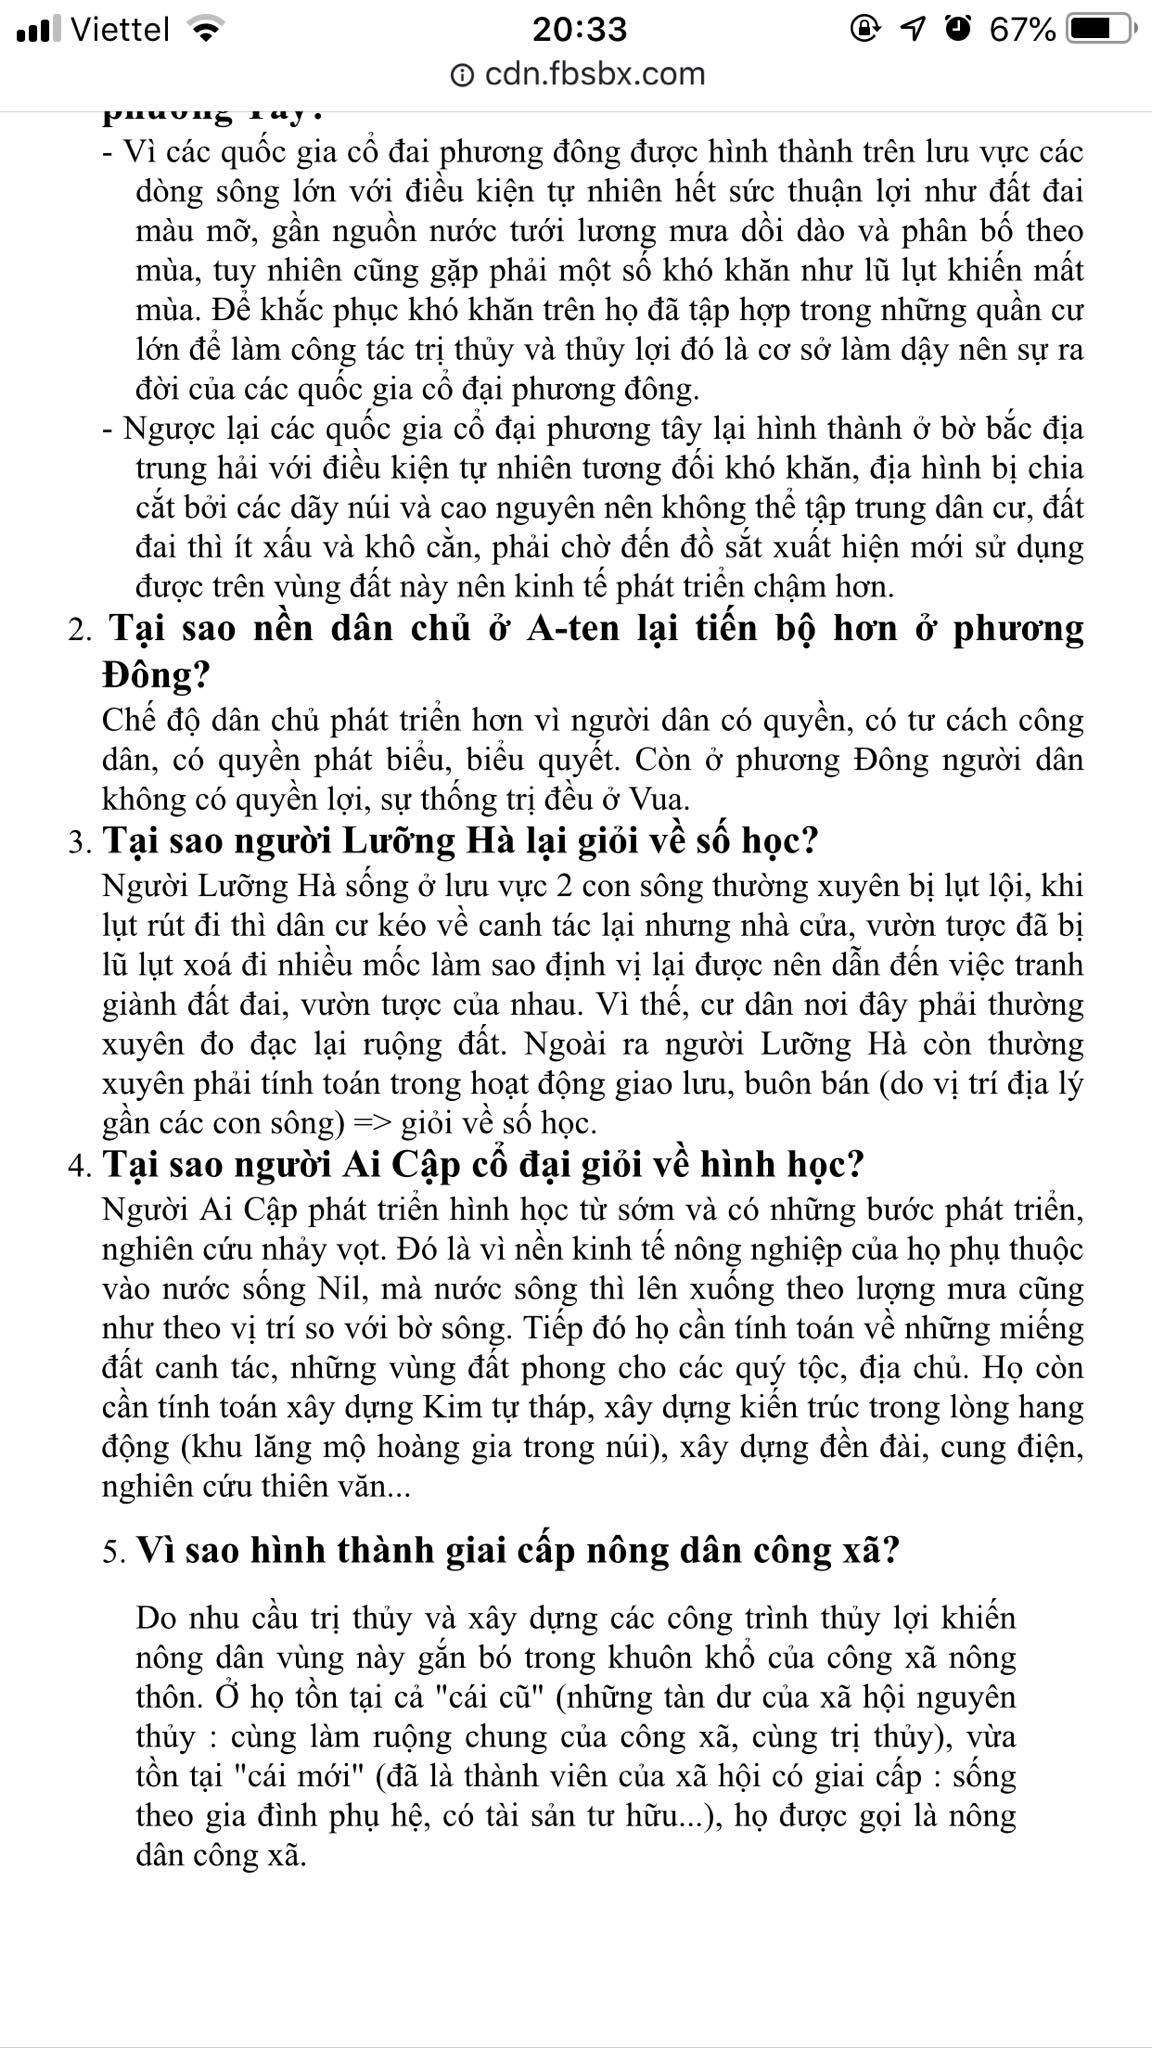 Viettel 20:33 67%
cdn.fbsbx.com
phương Tây?
- Vì các quốc gia cổ đai phương đông được hình thành trên lưu vực các
dòng sông lớn với điều kiện tự nhiên hết sức thuận lợi như đất đai
màu mỡ, gần nguồn nước tưới lương mưa dồi dào và phân bố theo
mùa, tuy nhiên cũng gặp phải một số khó khăn như lũ lụt khiến mất
mùa. Để khắc phục khó khăn trên họ đã tập hợp trong những quần cư
lớn để làm công tác trị thủy và thủy lợi đó là cơ sở làm dậy nên sự ra
đời của các quốc gia cổ đại phương đông.
- Ngược lại các quốc gia cổ đại phương tây lại hình thành ở bờ bắc địa
trung hải với điều kiện tự nhiên tương đối khó khăn, địa hình bị chia
cắt bởi các dãy núi và cao nguyên nên không thể tập trung dân cư, đất
đai thì ít xấu và khô cằn, phải chờ đến đồ sắt xuất hiện mới sử dụng
được trên vùng đất này nên kinh tế phát triển chậm hơn.
2. Tại sao nền dân chủ ở A-ten lại tiến bộ hơn ở phương
Đông?
Chế độ dân chủ phát triển hơn vì người dân có quyền, có tư cách công
dân, có quyền phát biểu, biểu quyết. Còn ở phương Đông người dân
không có quyền lợi, sự thống trị đều ở Vua.
3. Tại sao người Lưỡng Hà lại giỏi về số học?
Người Lưỡng Hà sống ở lưu vực 2 con sông thường xuyên bị lụt lội, khi
lụt rút đi thì dân cư kéo về canh tác lại nhưng nhà cửa, vườn tược đã bị
lũ lụt xoá đi nhiều mốc làm sao định vị lại được nên dẫn đến việc tranh
giành đất đai, vườn tược của nhau. Vì thế, cư dân nơi đây phải thường
xuyên đo đạc lại ruộng đất. Ngoài ra người Lưỡng Hà còn thường
xuyên phải tính toán trong hoạt động giao lưu, buôn bán (do vị trí địa lý
gần các con sông) => giỏi về số học.
4. Tại sao người Ai Cập cổ đại giỏi về hình học?
Người Ai Cập phát triển hình học từ sớm và có những bước phát triển,
nghiên cứu nhảy vọt. Đó là vì nền kinh tế nông nghiệp của họ phụ thuộc
vào nước sống Nil, mà nước sông thì lên xuống theo lượng mưa cũng
như theo vị trí so với bờ sông. Tiếp đó họ cần tính toán về những miếng
đất canh tác, những vùng đất phong cho các quý tộc, địa chủ. Họ còn
cần tính toán xây dựng Kim tự tháp, xây dựng kiến trúc trong lòng hang
động (khu lăng mộ hoàng gia trong núi), xây dựng đền đài, cung điện,
nghiên cứu thiên văn...
5. Vì sao hình thành giai cấp nông dân công xã?
Do nhu cầu trị thủy và xây dựng các công trình thủy lợi khiến
nông dân vùng này gắn bó trong khuôn khổ của công xã nông
thôn. Ở họ tồn tại cả "cái cũ" (những tàn dư của xã hội nguyên
thủy : cùng làm ruộng chung của công xã, cùng trị thủy), vừa
tồn tại "cái mới" (đã là thành viên của xã hội có giai cấp : sống
theo gia đình phụ hệ, có tài sản tư hữu...), họ được gọi là nông
dân công xã.